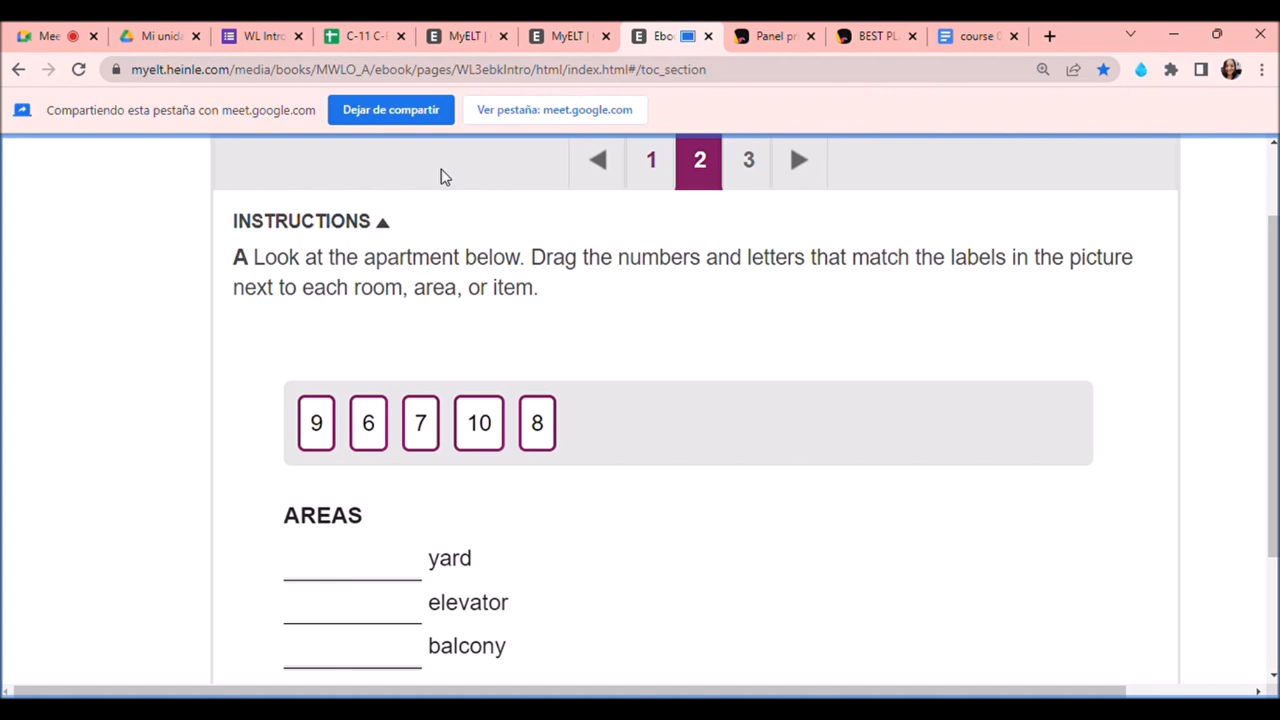 Mee
Mi unida
WL Intro
C-11 C-E
MyELT |
MyELT |
Ebo
Panel pr
BEST PL
course 0
myelt.heinle.com/media/books/MWLO_A/ebook/pages/WL3ebkIntro/html/index.html#/toc_section
Compartiendo esta pestaña con meet.google.com Dejar de compartir Ver pestaña: meet.google.com
1 2 3
INSTRUCTIONS
A Look at the apartment below. Drag the numbers and letters that match the labels in the picture
next to each room, area, or item.
9 6 7 10 8
AREAS
yard
elevator
balcony